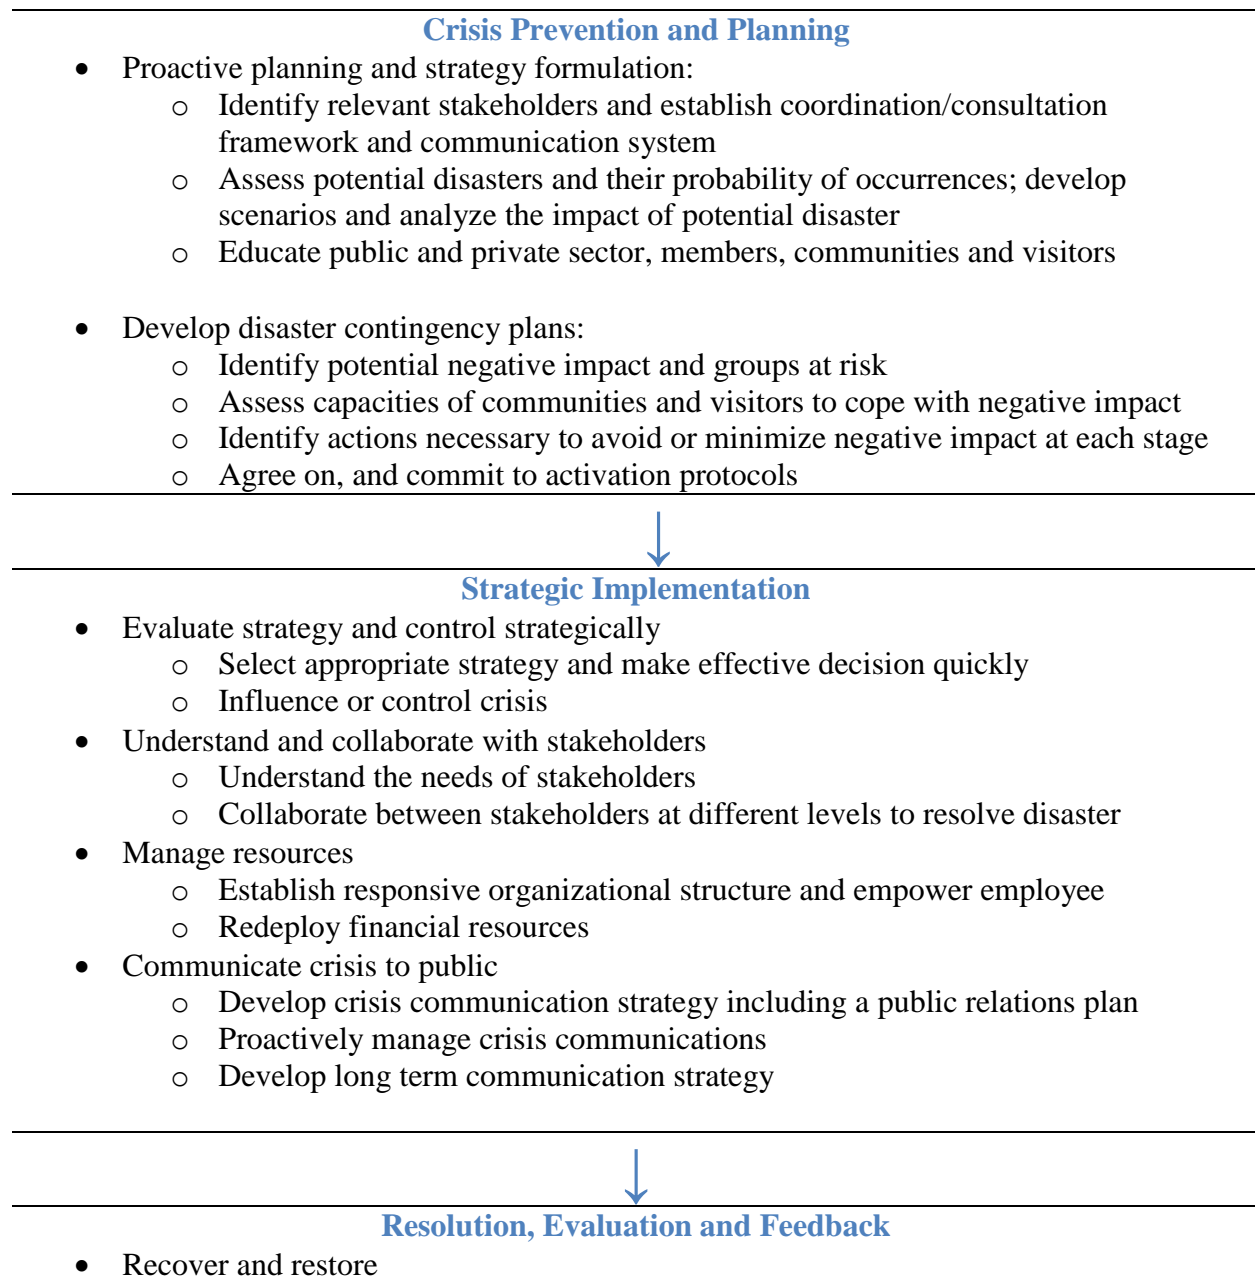 Crisis Prevention and Planning
• Proactive planning and strategy formulation:
o Identify relevant stakeholders and establish coordination/consultation
framework and communication system
o Assess potential disasters and their probability of occurrences; develop
scenarios and analyze the impact of potential disaster
o Educate public and private sector, members, communities and visitors
• Develop disaster contingency plans:
o Identify potential negative impact and groups at risk
o Assess capacities of communities and visitors to cope with negative impact
o Identify actions necessary to avoid or minimize negative impact at each stage
o Agree on, and commit to activation protocols
↓
Strategic Implementation
• Evaluate strategy and control strategically
o Select appropriate strategy and make effective decision quickly
o Influence or control crisis
• Understand and collaborate with stakeholders
o Understand the needs of stakeholders
o Collaborate between stakeholders at different levels to resolve disaster
• Manage resources
o Establish responsive organizational structure and empower employee
o Redeploy financial resources
• Communicate crisis to public
o Develop crisis communication strategy including a public relations plan
o Proactively manage crisis communications
o Develop long term communication strategy
↓
Resolution, Evaluation and Feedback
• Recover and restore